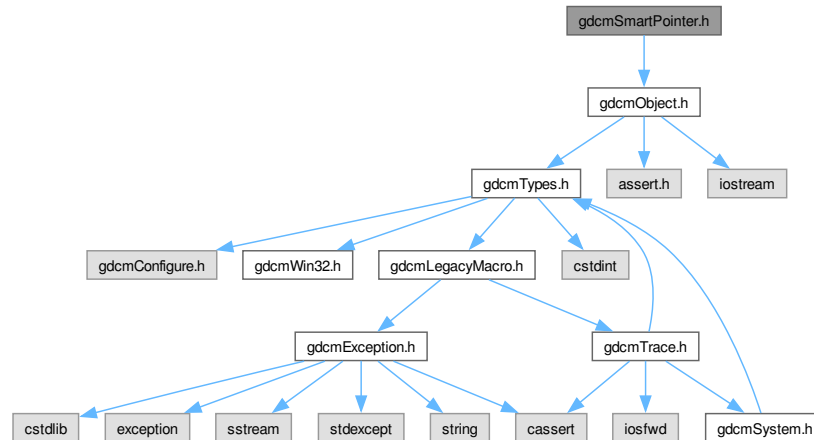 gdcmSmartPointer.h
gdcmObject.h
gdcmTypes.h
assert.h
iostream
gdcmConfigure.h
gdcmWin32.h
gdcmLegacyMacro.h
cstdint
gdcmException.h
gdcmTrace.h
cstdlib
exception
sstream
stdexcept
string
cassert
iosfwd
gdcmSystem.h